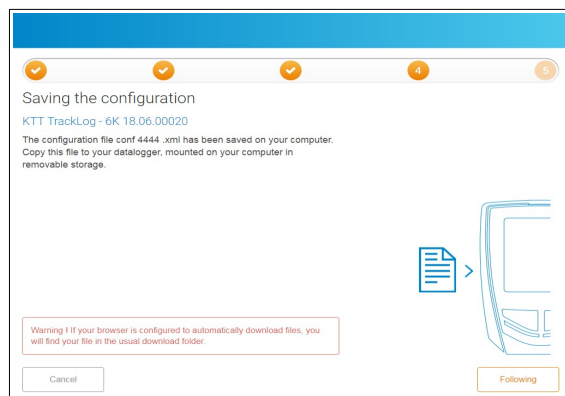 4
5
Saving the configuration
KTT TrackLog - 6K 18.06.00020
The configuration file conf 4444 .xml has been saved on your computer.
Copy this file to your datalogger, mounted on your computer in
removable storage.
Warning ! If your browser is configured to automatically download files, you
will find your file in the usual download folder.
Cancel
Following